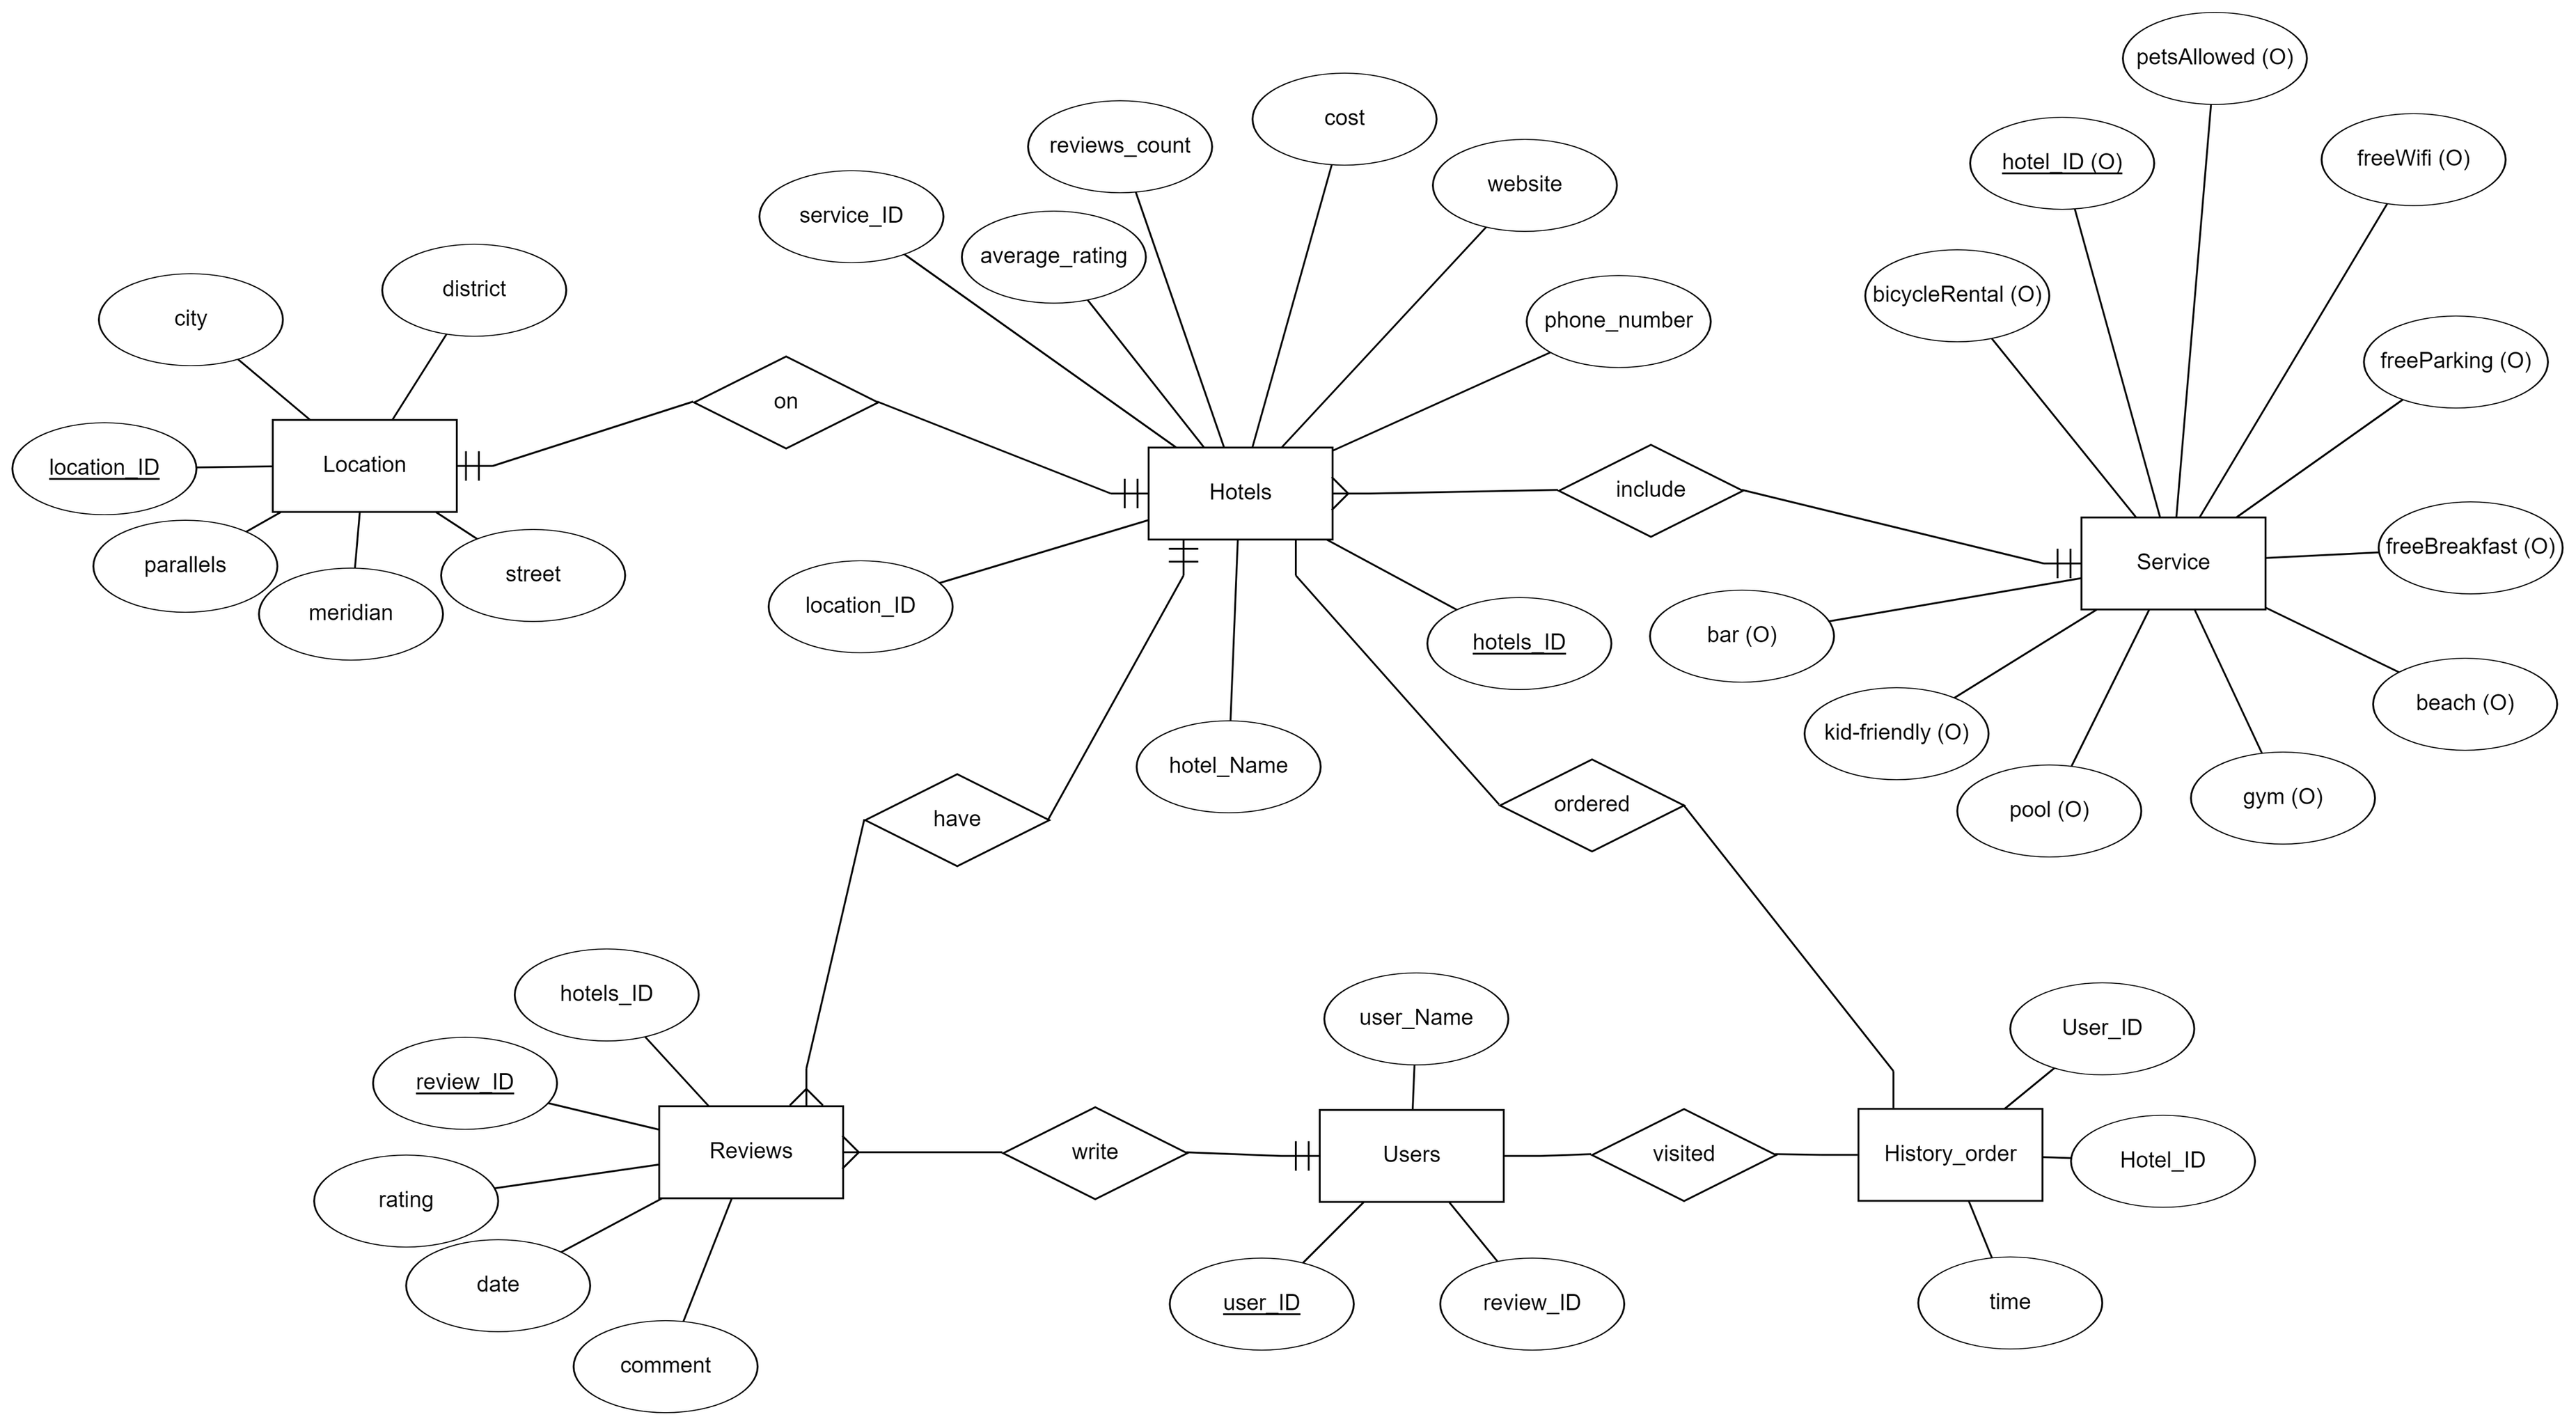 petsAllowed (O)
cost
reviews_count
freeWifi (O)
hotel_ID (O)
website
service_ID
average_rating
district
bicycleRental (O)
city
phone_number
freeParking (O)
on
Location
location_ID
Hotels
include
freeBreakfast (O)
Service
parallels
street
meridian
location_ID
bar (O)
hotels_ID
beach (O)
kid-friendly (O)
hotel_Name
gym (O)
pool (O)
ordered
have
hotels_ID
user_Name
User_ID
review_ID
Reviews
write
Users
visited
History_order
Hotel_ID
rating
date
user_ID
review_ID
time
comment